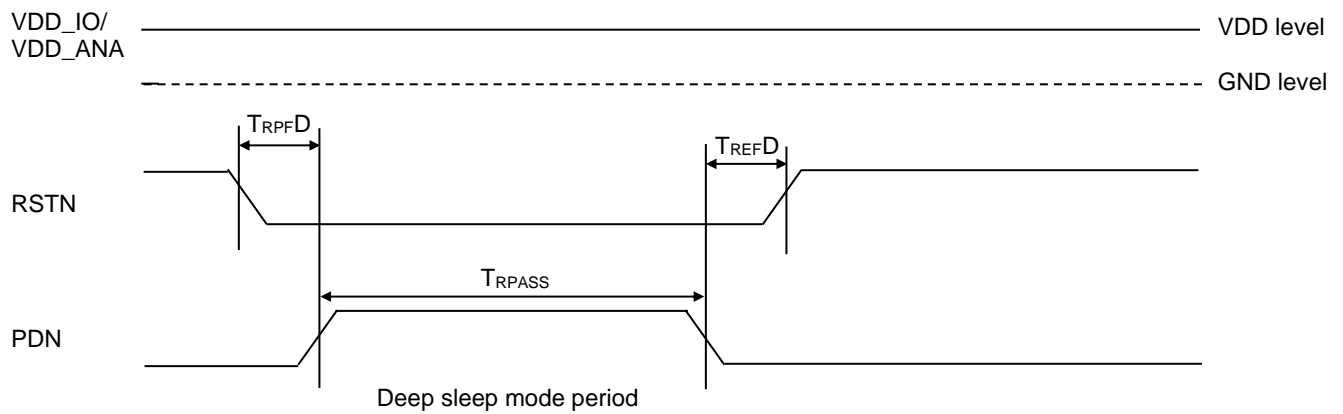 VDD_IO/
VDD_ANA
VDD level
GND level
TRPFD
TREFD
RSTN
TRPASS
PDN
Deep sleep mode period